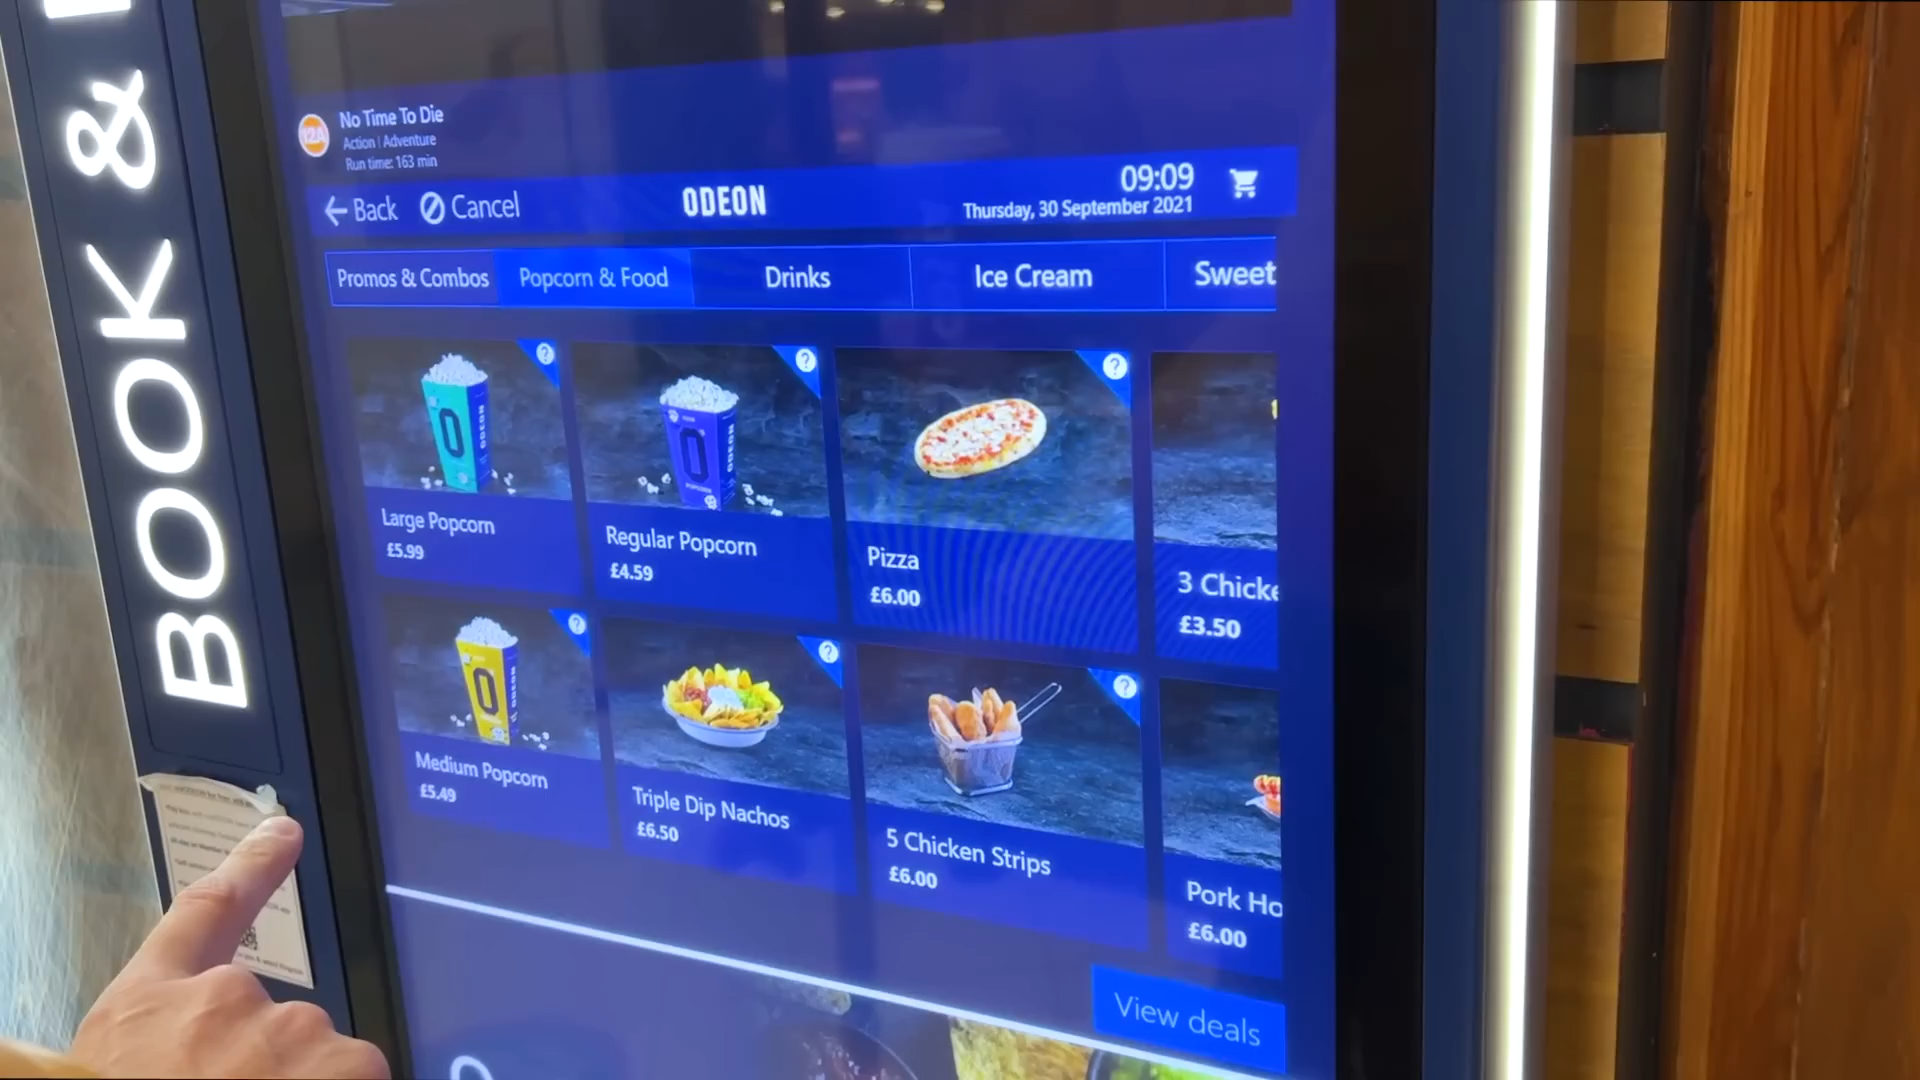 BOOK &
12A
No Time To Die
Action | Adventure
Run time: 163 min
Back
Cancel
ODEON
09:09
Thursday, 30 September 2021
Promos & Combos
Popcorn & Food
Drinks
Ice Cream
Sweet
Large Popcorn
£5.99
Regular Popcorn
£4.59
Pizza
£6.00
3 Chicke
£3.50
Medium Popcorn
£5.49
Triple Dip Nachos
£6.50
5 Chicken Strips
£6.00
Pork Ho
£6.00
View deals